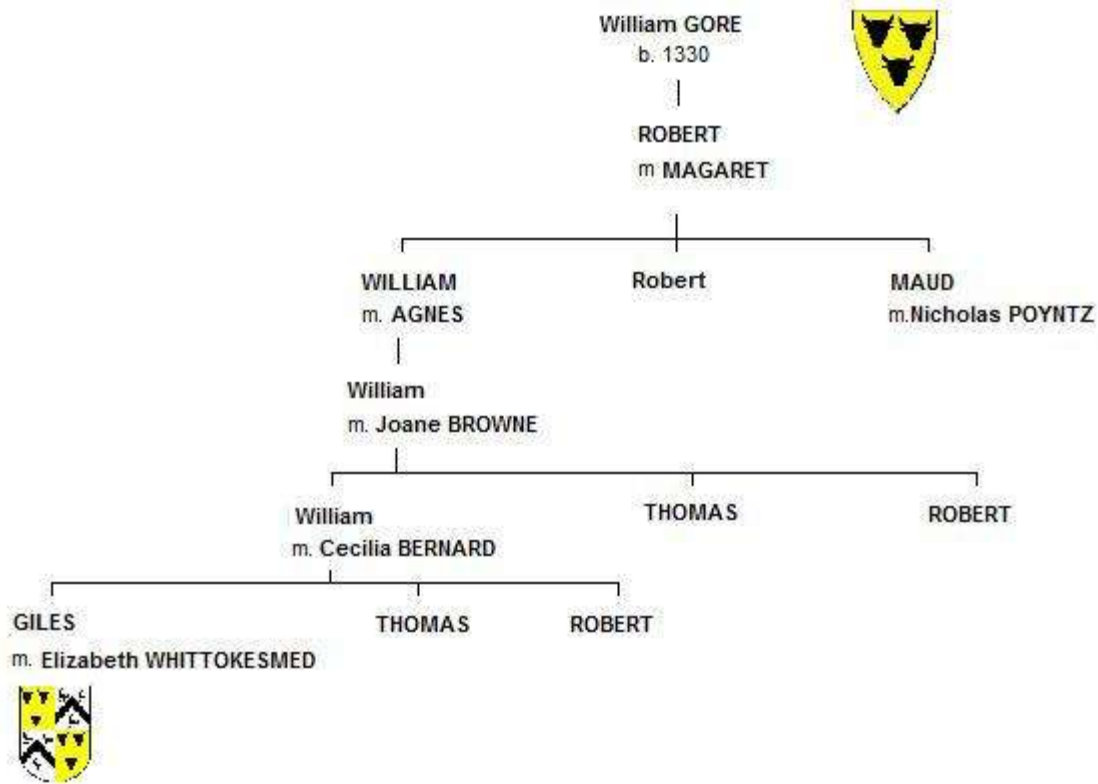 William GORE
b. 1330
ROBERT
m MAGARET
WILLIAM
m. AGNES
Robert
MAUD
m.Nicholas POYNTZ
William
m. Joane BROWNE
William
m. Cecilia BERNARD
THOMAS
ROBERT
GILES
m. Elizabeth WHITTOKESMED
THOMAS
ROBERT